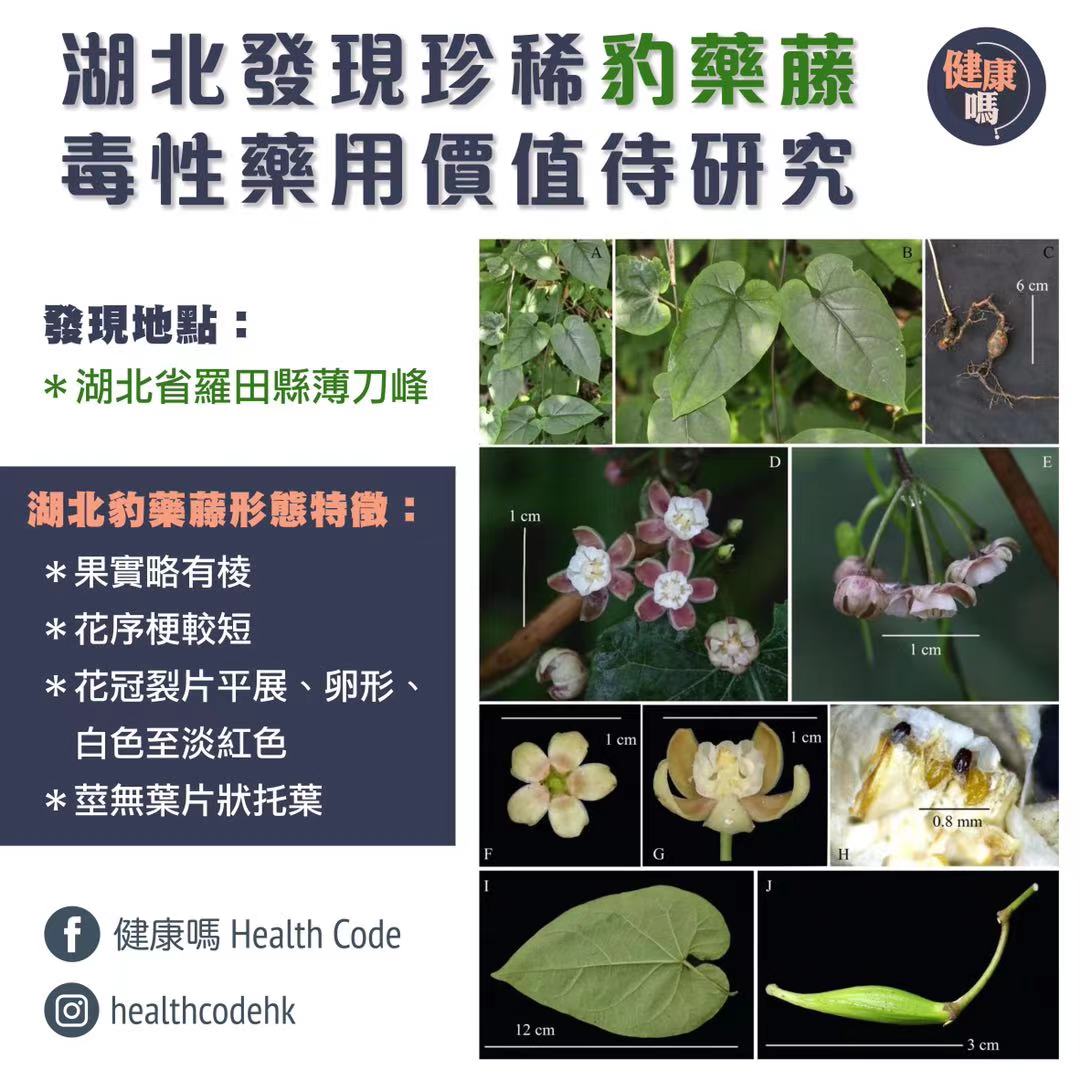 湖北發現珍稀豹藥藤
毒性藥用價值待研究
健康
嗎?
發現地點：
＊湖北省羅田縣薄刀峰
湖北豹藥藤形態特徵：
＊果實略有棱
＊花序梗較短
＊花冠裂片平展、卵形、
白色至淡紅色
＊莖無葉片狀托葉
健康嗎 Health Code
healthcodehk
A
B
C
6 cm
D
1 cm
E
1 cm
F
1 cm
G
1 cm
H
0.8 mm
I
12 cm
J
3 cm